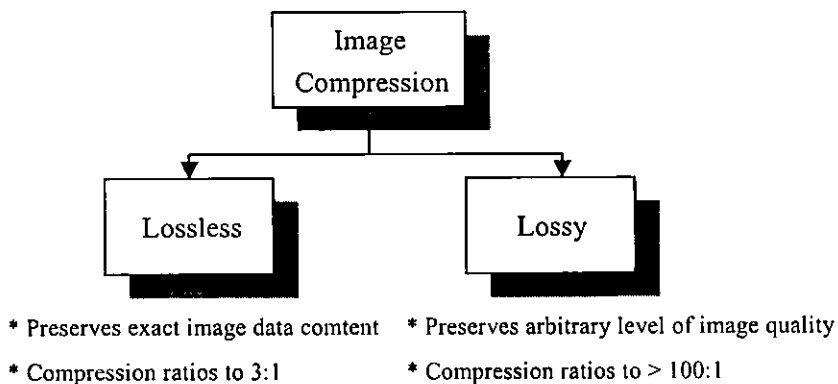 Image
Compression
Lossless
Lossy
* Preserves exact image data comtent
* Compression ratios to 3:1
* Preserves arbitrary level of image quality
* Compression ratios to > 100:1